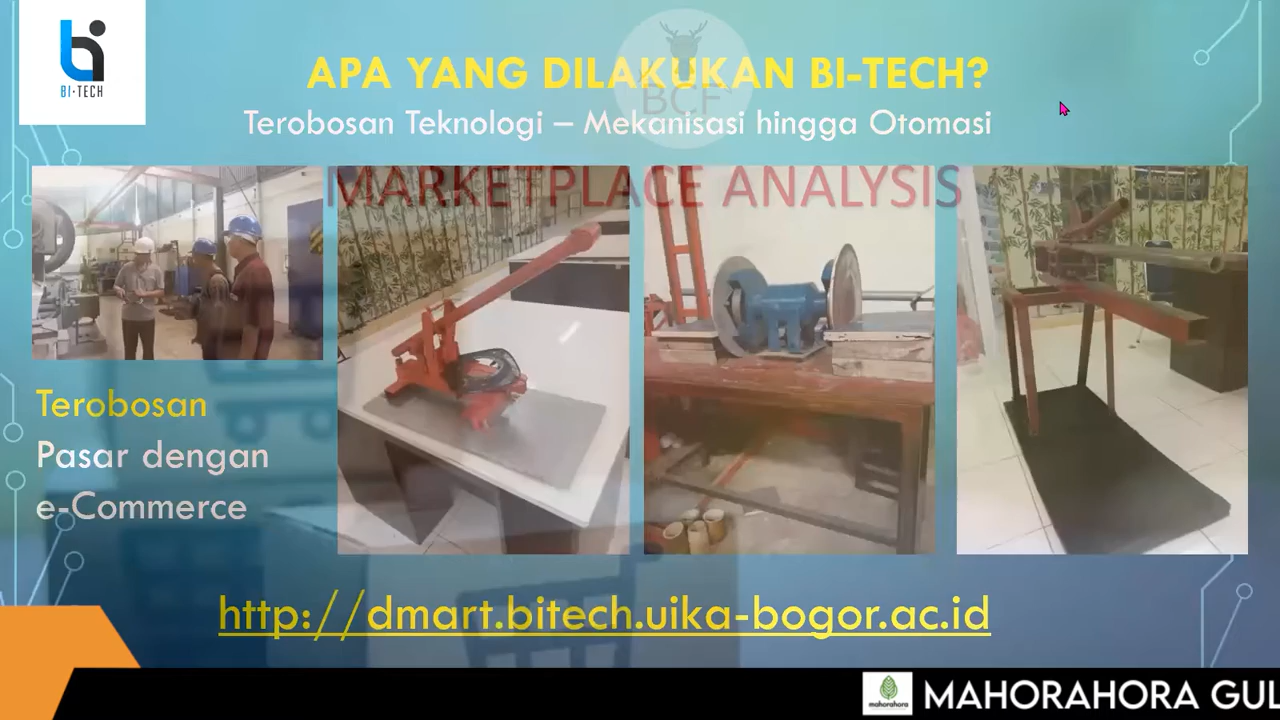 BI·TECH
APA YANG DILAKUKAN BI-TECH?
BCF
Terobosan Teknologi – Mekanisasi hingga Otomasi
MARKETPLACE ANALYSIS
Terobosan
Pasar dengan
e-Commerce
http://dmart.bitech.uika-bogor.ac.id
mahorahora
MAHORAHORA GUL